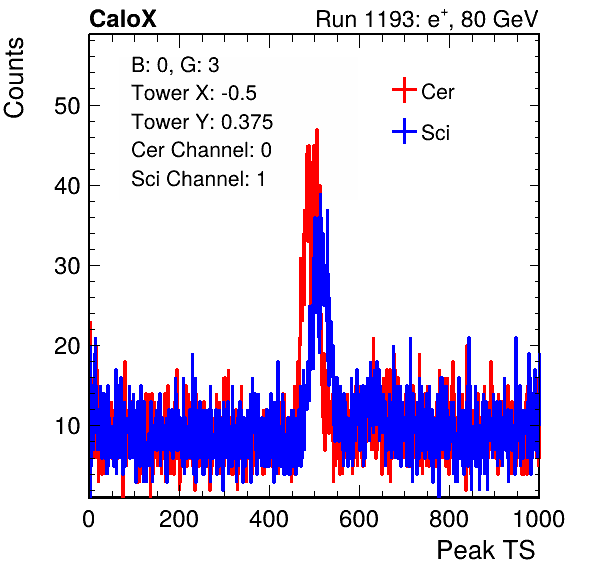 CaloX
Run 1193: e+, 80 GeV
Counts
B: 0, G: 3
Tower X: -0.5
Tower Y: 0.375
Cer Channel: 0
Sci Channel: 1
Cer
Sci
50
40
30
20
10
0 200 400 600 800 1000
Peak TS